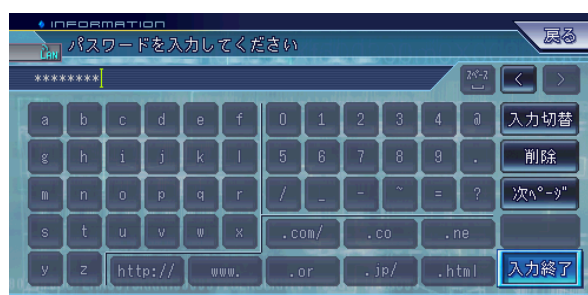 INFORMATION
LAN パスワードを入力してください 戻る
******** スペース < >
a b c d e f 0 1 2 3 4 @ 入力切替
g h i j k l 5 6 7 8 9 . 削除
m n o p q r / _ - ~ = ? 次ページ
s t u v w x .com/ .co .ne
y z http:// www. .or .jp/ .html 入力終了